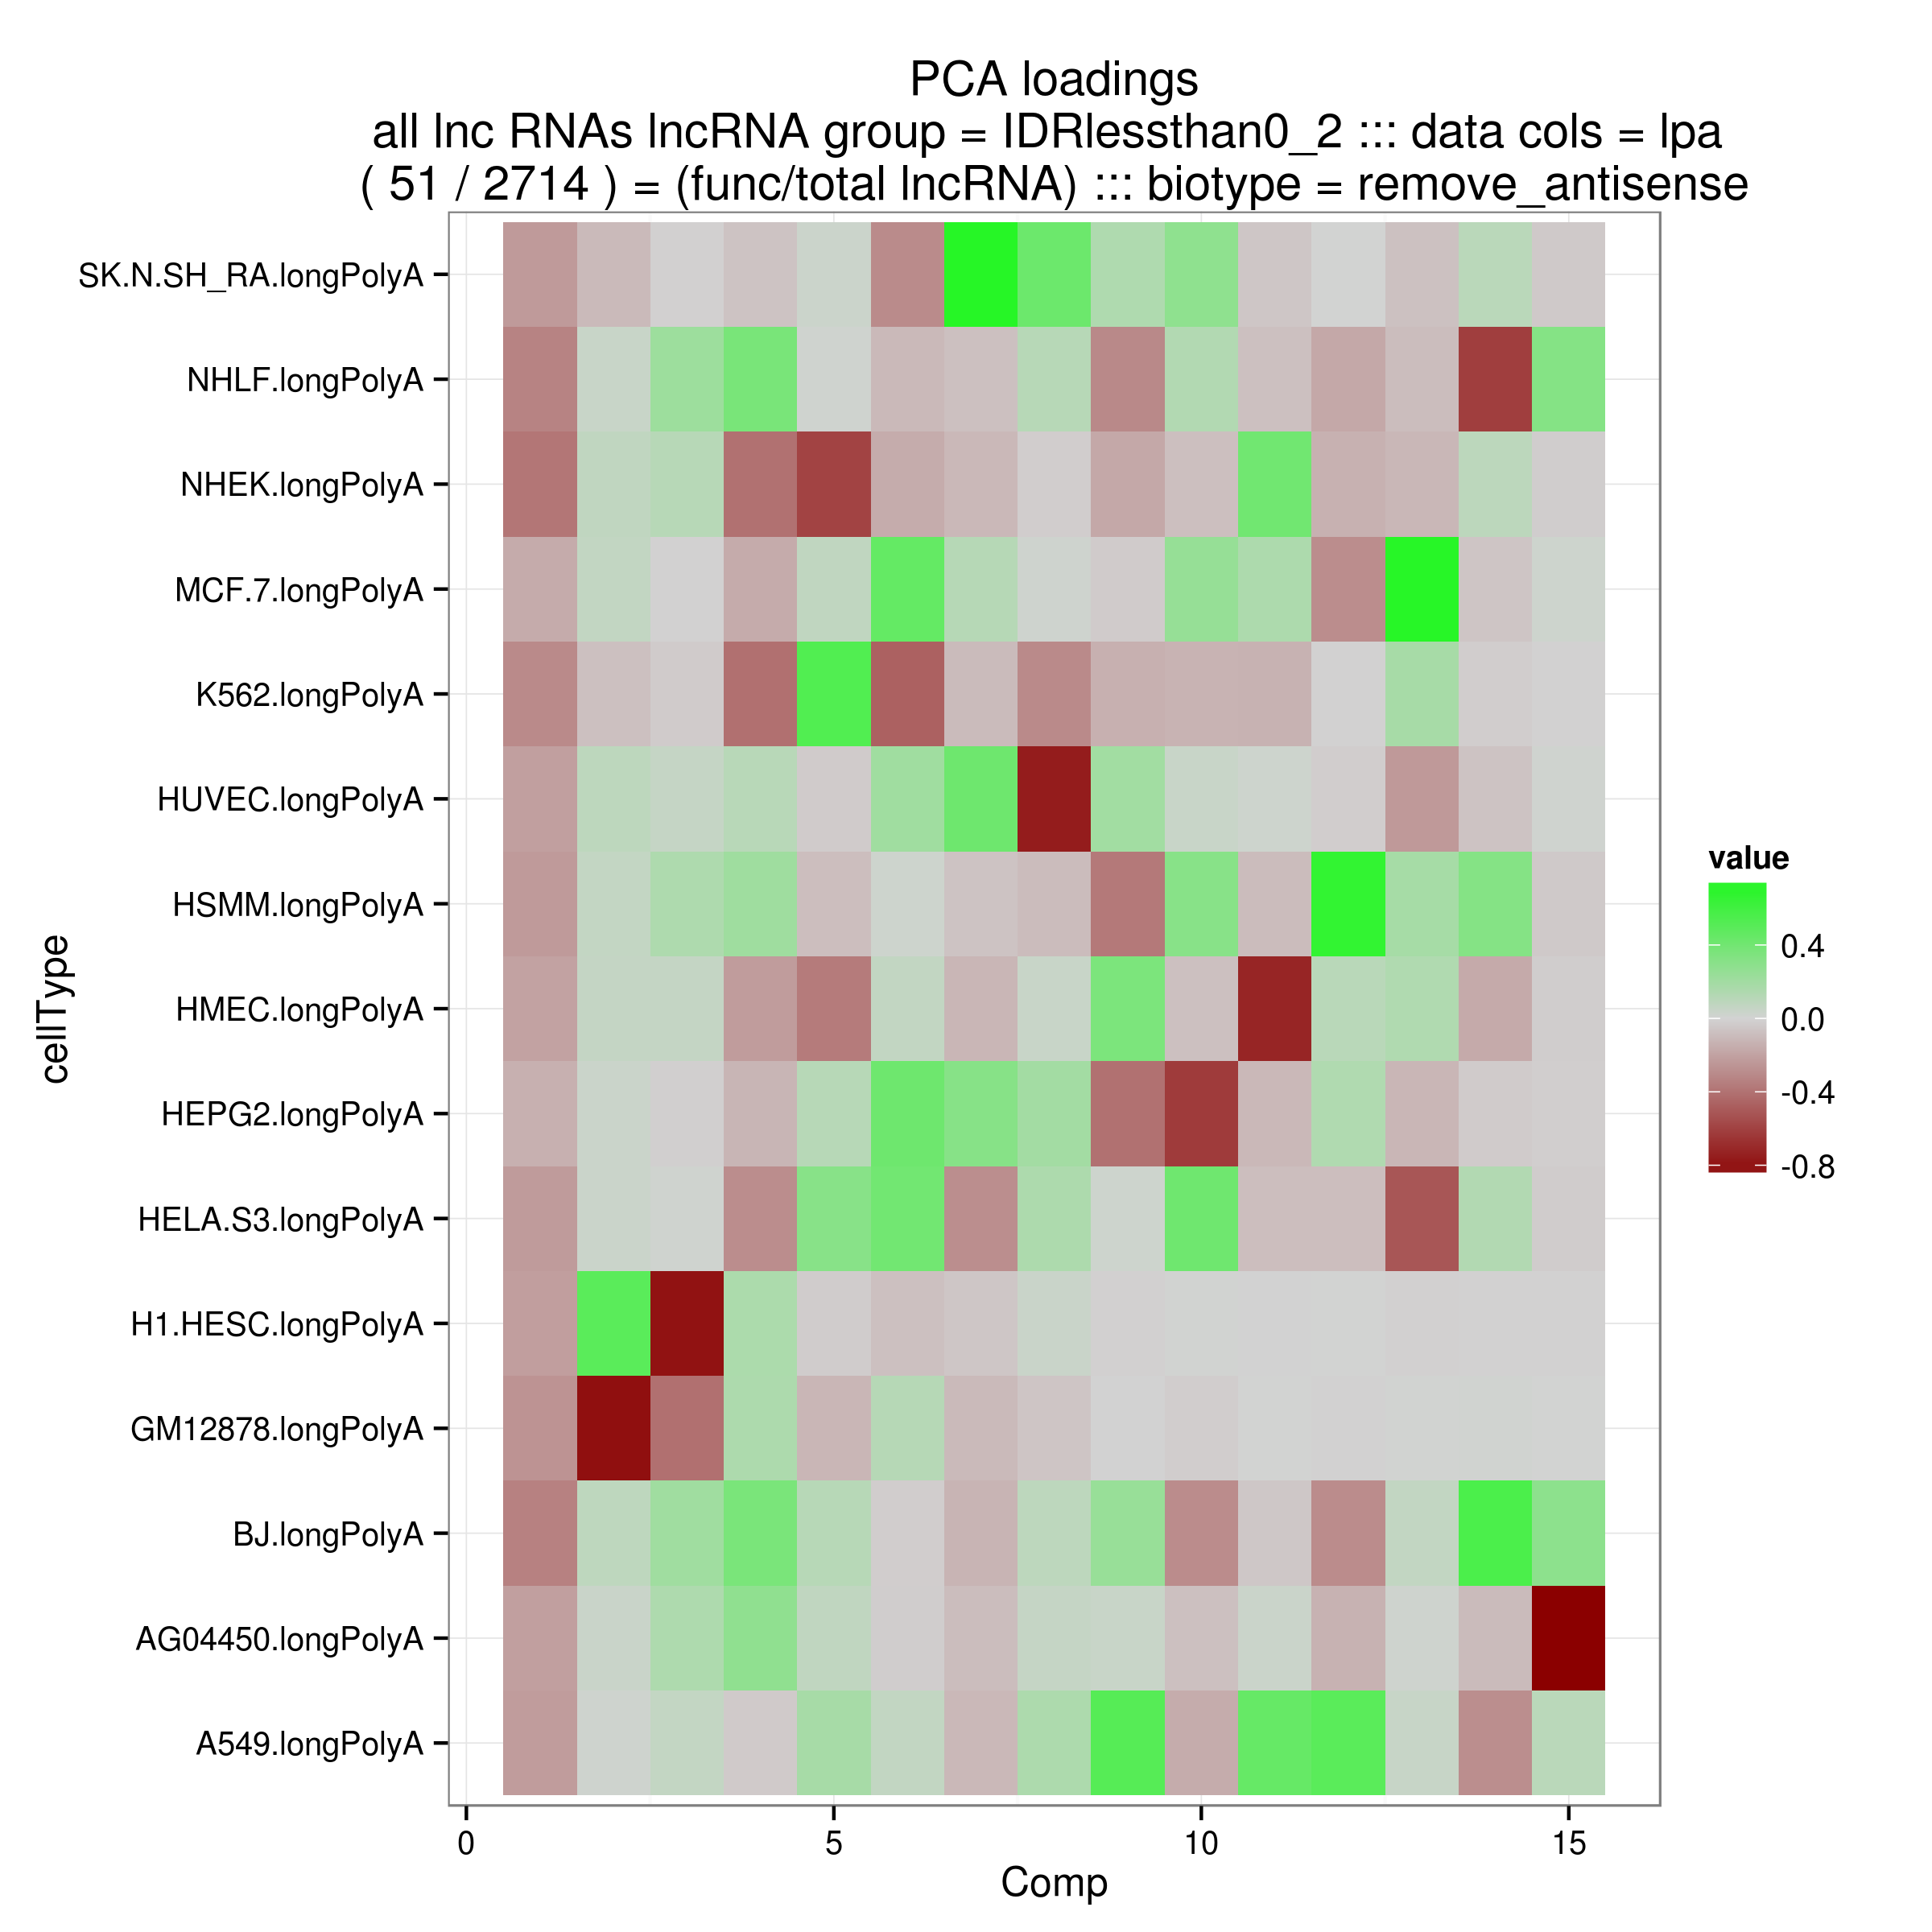 PCA loadings
all lnc RNAs lncRNA group = IDRlessthan0_2 ::: data cols = lpa
( 51 / 2714 ) = (func/total lncRNA) ::: biotype = remove_antisense
SK.N.SH_RA.longPolyA
NHLF.longPolyA
NHEK.longPolyA
MCF.7.longPolyA
K562.longPolyA
HUVEC.longPolyA
HSMM.longPolyA
HMEC.longPolyA
HEPG2.longPolyA
HELA.S3.longPolyA
H1.HESC.longPolyA
GM12878.longPolyA
BJ.longPolyA
AG04450.longPolyA
A549.longPolyA
cellType
0
5
10
15
Comp
value
0.4
0.0
-0.4
-0.8